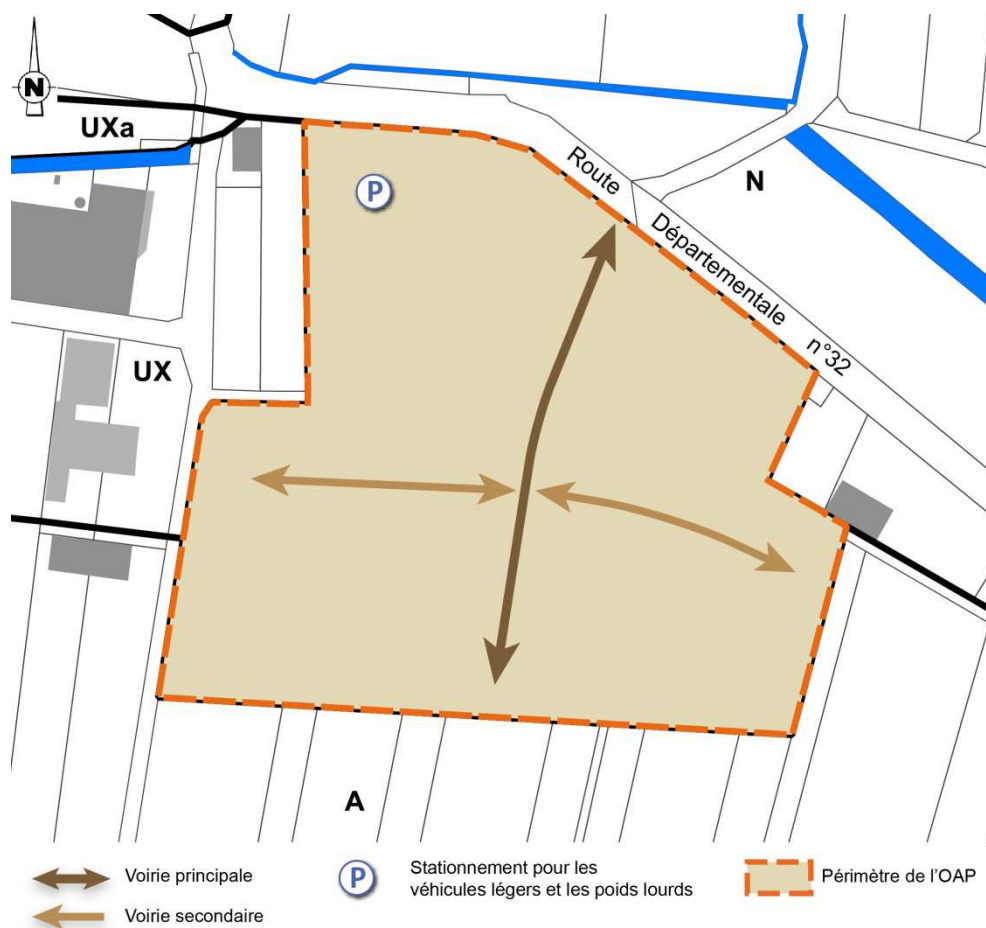 N
UXa
P
Route
Départementale
n°32
N
UX
A
Voirie principale
Voirie secondaire
P
Stationnement pour les
véhicules légers et les poids lourds
Périmètre de l'OAP